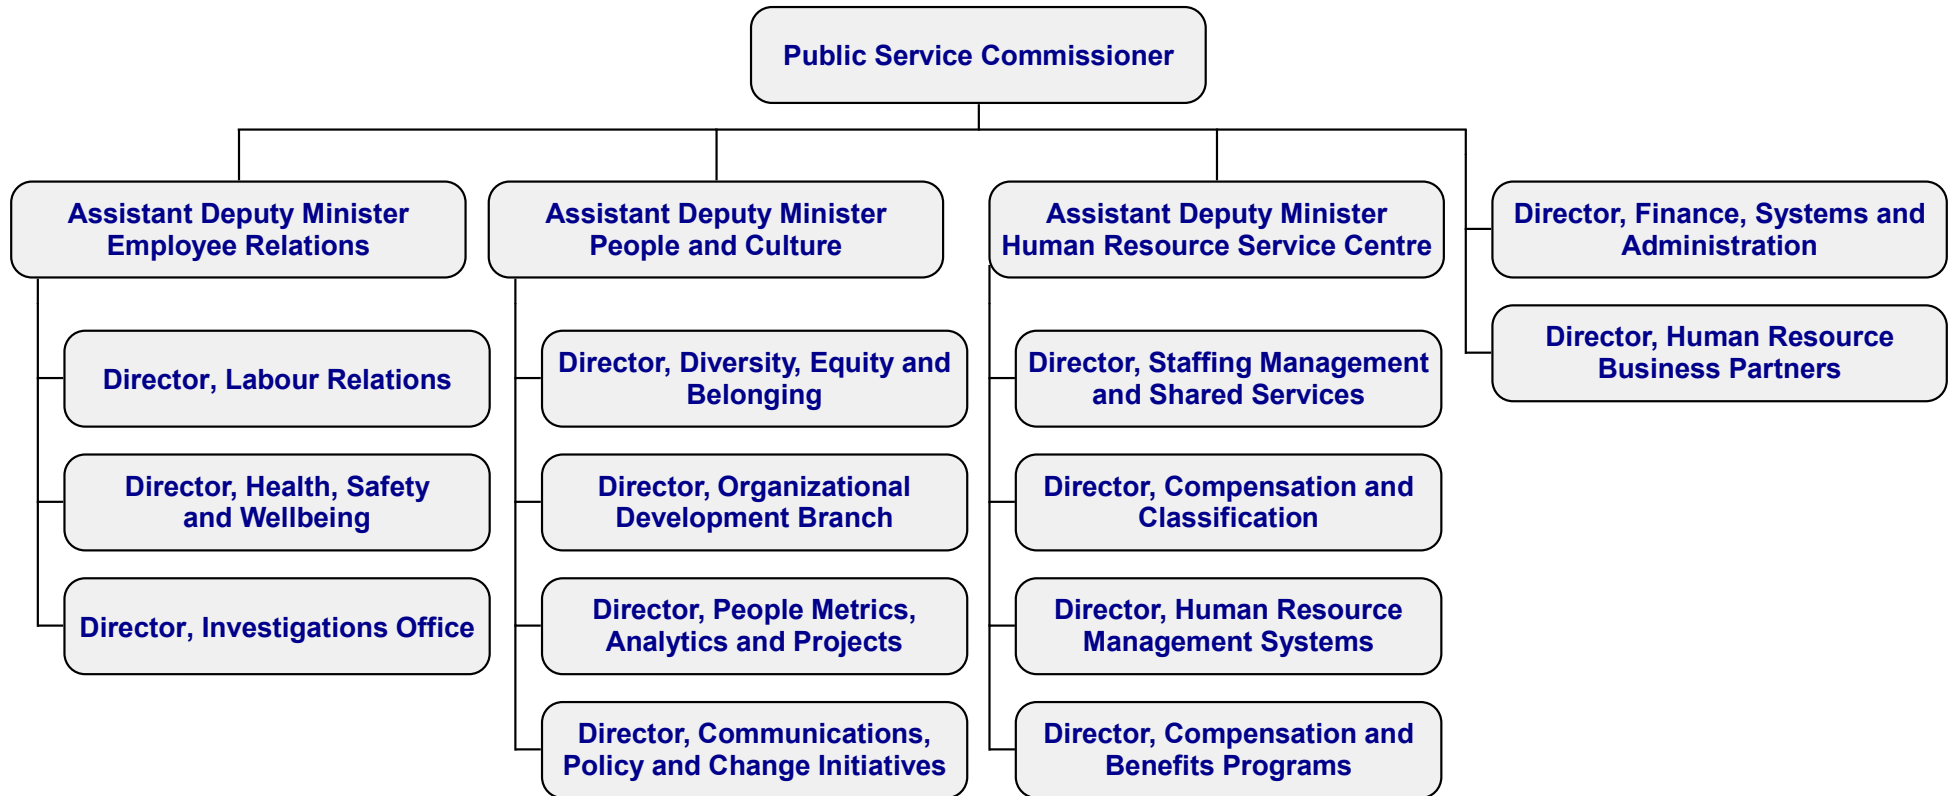 Public Service Commissioner
Assistant Deputy Minister
Employee Relations
Director, Labour Relations
Director, Health, Safety
and Wellbeing
Director, Investigations Office
Assistant Deputy Minister
People and Culture
Director, Diversity, Equity and
Belonging
Director, Organizational
Development Branch
Director, People Metrics,
Analytics and Projects
Director, Communications,
Policy and Change Initiatives
Assistant Deputy Minister
Human Resource Service Centre
Director, Staffing Management
and Shared Services
Director, Compensation and
Classification
Director, Human Resource
Management Systems
Director, Compensation and
Benefits Programs
Director, Finance, Systems and
Administration
Director, Human Resource
Business Partners